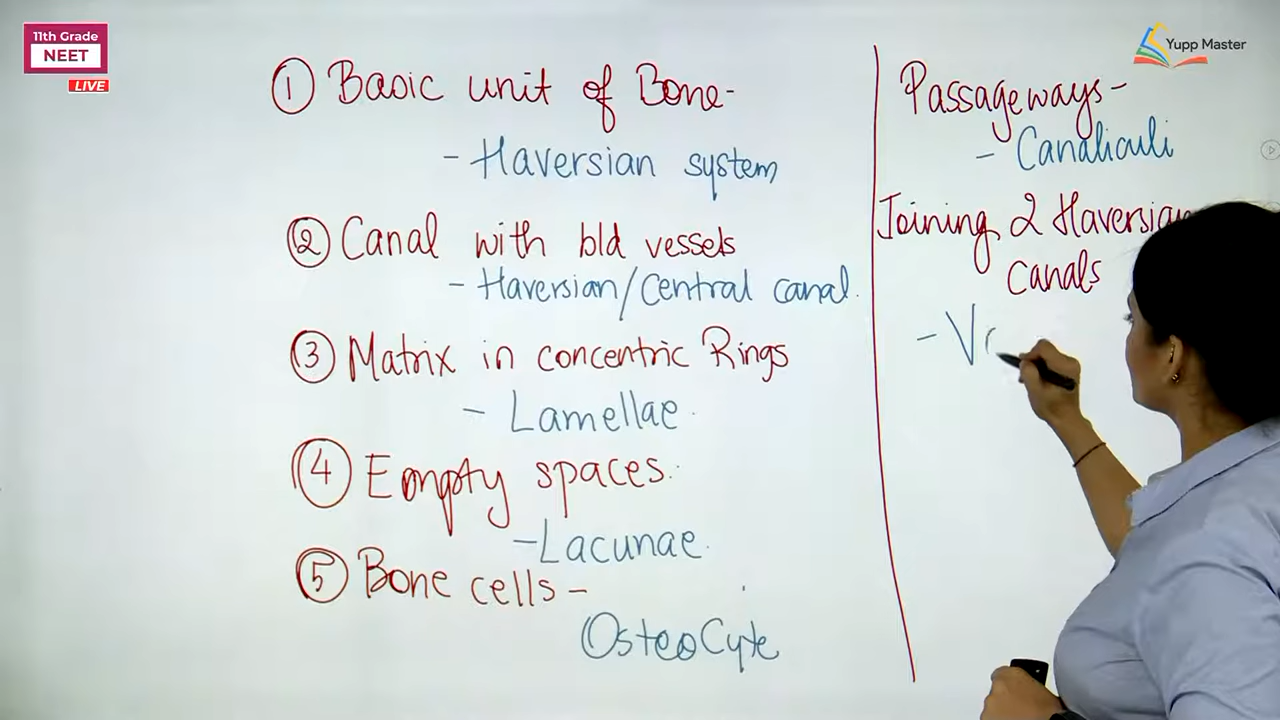 11th Grade
NEET
LIVE
Yupp Master
① Basic unit of Bone-
- Haversian system
② Canal with bld vessels
- Haversian/Central canal.
③ Matrix in concentric Rings
- Lamellae.
④ Empty spaces.
- Lacunae.
⑤ Bone cells -
OsteoCyte
Passageways-
- Canaliculi
Joining 2 Haversian
Canals
- V